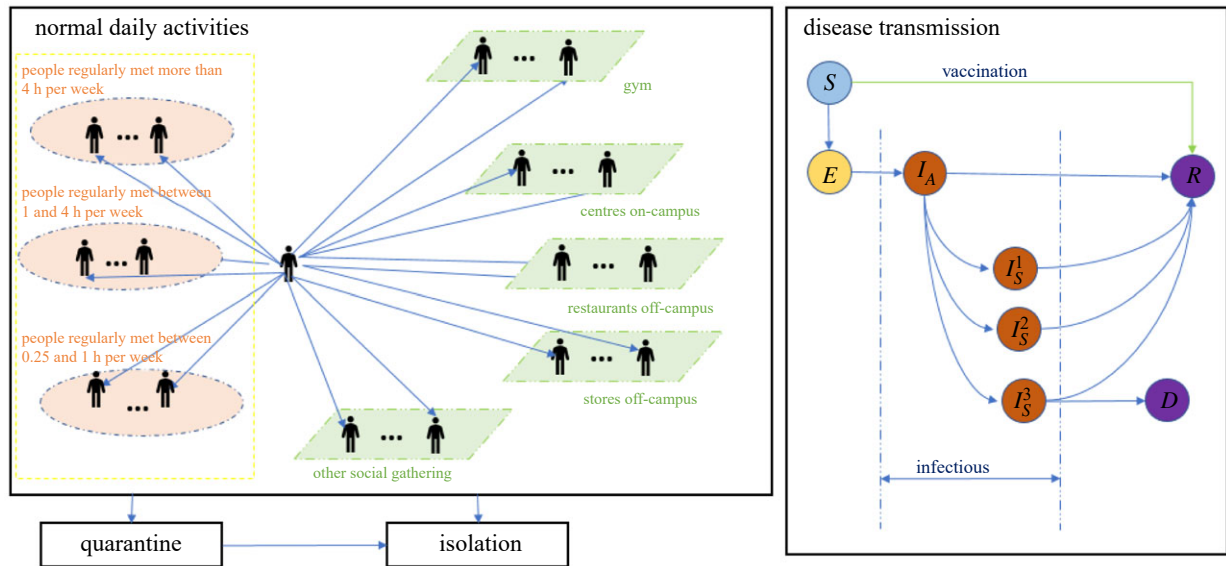 normal daily activities
people regularly met more than
4 h per week
people regularly met between
1 and 4 h per week
people regularly met between
0.25 and 1 h per week
gym
centres on-campus
restaurants off-campus
stores off-campus
other social gathering
quarantine
isolation
disease transmission
vaccination
S
E
I_A
R
I_S^1
I_S^2
I_S^3
D
infectious